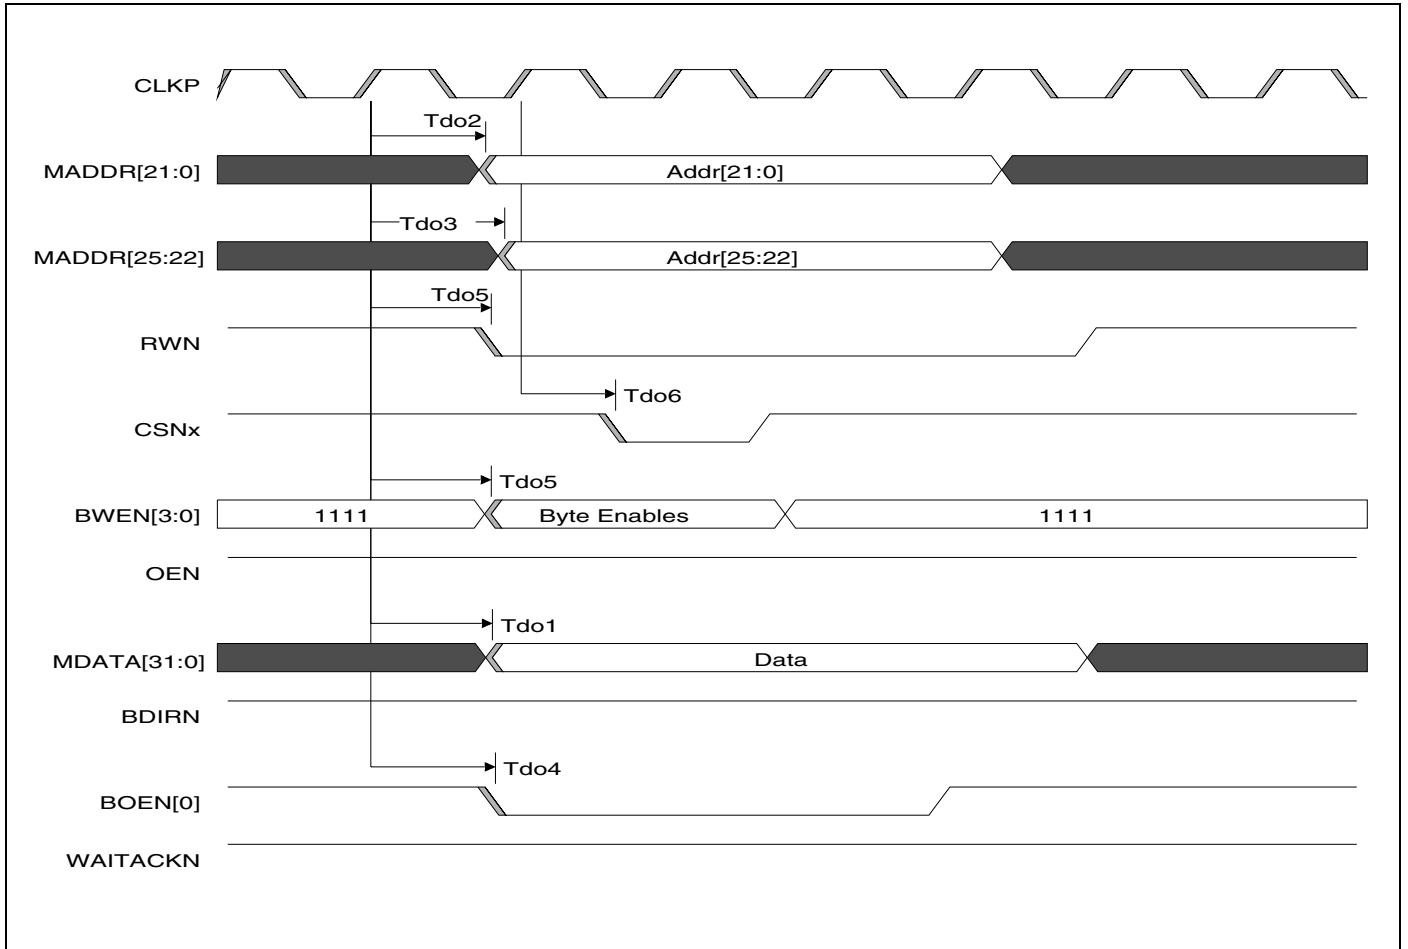 CLKP
Tdo2
MADDR[21:0] Addr[21:0]
Tdo3
MADDR[25:22] Addr[25:22]
Tdo5
RWN
Tdo6
CSNx
Tdo5
BWEN[3:0] 1111 Byte Enables 1111
OEN
Tdo1
MDATA[31:0] Data
BDIRN
Tdo4
BOEN[0]
WAITACKN